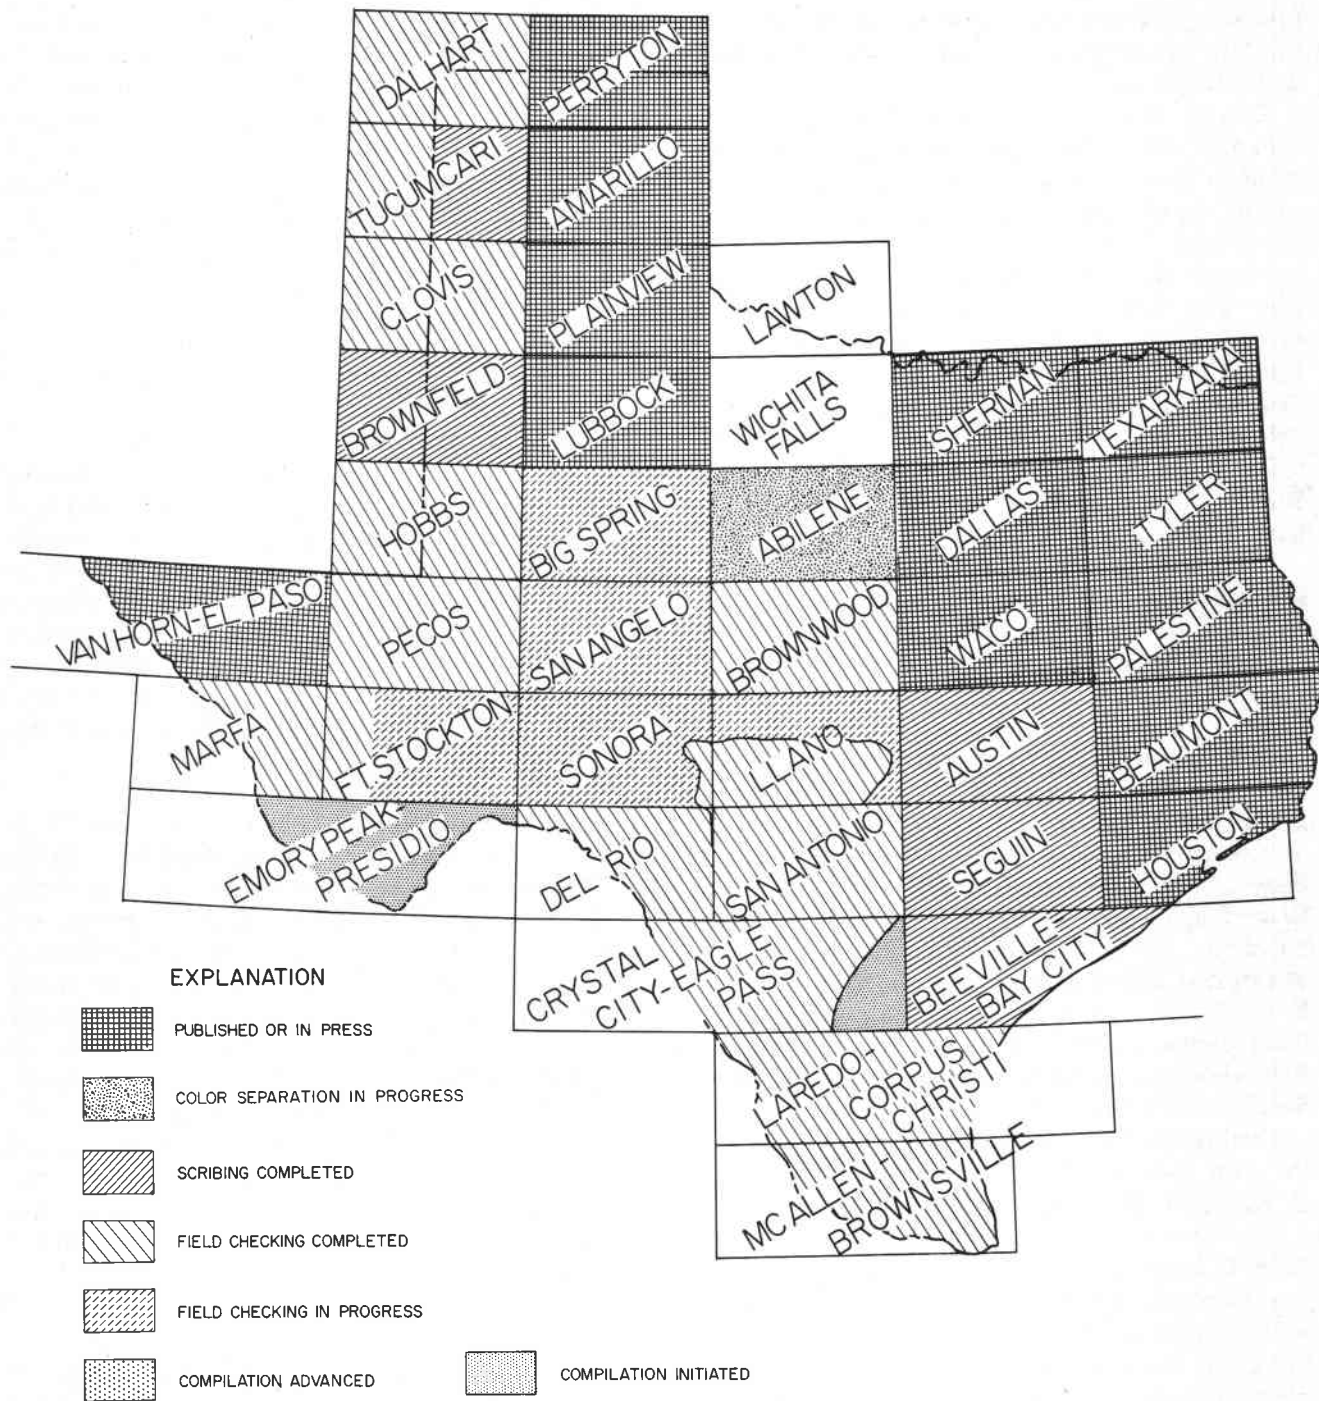 DALHART
PERRYTON
TUCUMCARI
AMARILLO
CLOVIS
PLAINVIEW
LAWTON
BROWNFIELD
LUBBOCK
WICHITA
FALLS
SHERMAN
TEXARKANA
HOBBS
BIG SPRING
ABILENE
DALLAS
TYLER
VAN HORN-EL PASO
PECOS
SAN ANGELO
BROWNWOOD
WACO
PALESTINE
MARFA
FT. STOCKTON
SONORA
LLANO
AUSTIN
BEAUMONT
EMORY PEAK-
PRESIDIO
DEL RIO
SAN ANTONIO
SEGUIN
HOUSTON
CRYSTAL
CITY-EAGLE
PASS
BEEVILLE
BAY CITY
LAREDO-
CORPUS
CHRISTI
MC ALLEN-
BROWNSVILLE
EXPLANATION
PUBLISHED OR IN PRESS
COLOR SEPARATION IN PROGRESS
SCRIBING COMPLETED
FIELD CHECKING COMPLETED
FIELD CHECKING IN PROGRESS
COMPILATION ADVANCED
COMPILATION INITIATED